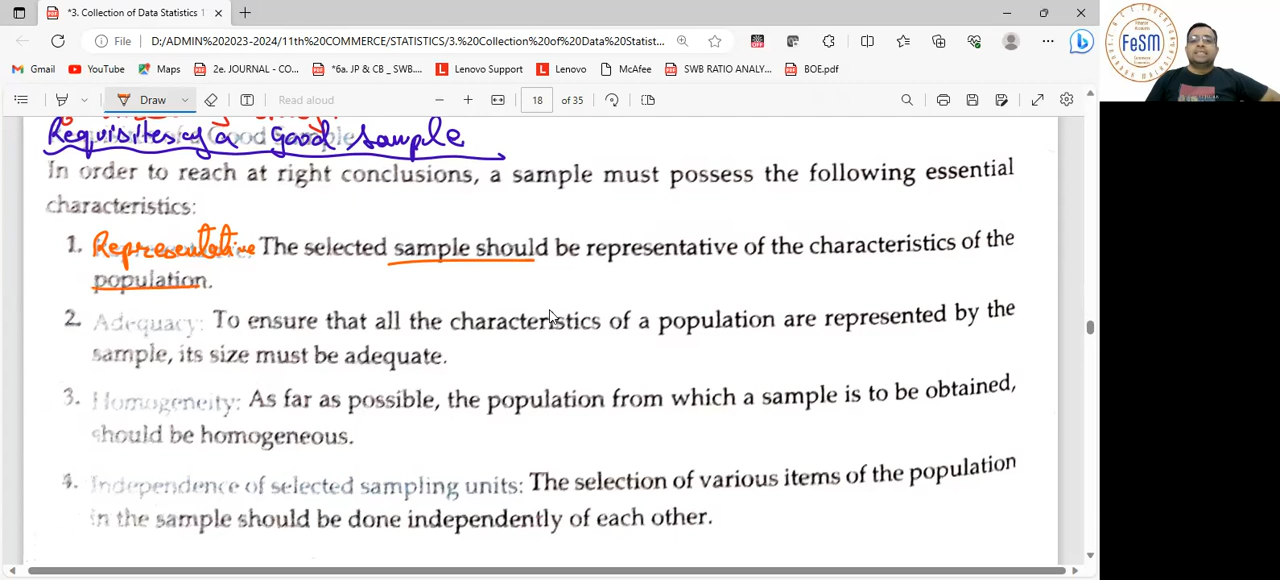 *3. Collection of Data Statistics 1
File D:/ADMIN%202023-2024/11th%20COMMERCE/STATISTICS/3.%20Collection%20of%20Data%20Statist...
Gmail YouTube Maps 2e. JOURNAL - CO... *6a. JP & CB _ SWB... Lenovo Support Lenovo McAfee SWB RATIO ANALY... BOE.pdf
Draw Read aloud 18 of 35
FeSM
Requisites of a Good Sample
In order to reach at right conclusions, a sample must possess the following essential
characteristics:
1. Representative The selected sample should be representative of the characteristics of the
population.
2. Adequacy: To ensure that all the characteristics of a population are represented by the
sample, its size must be adequate.
3. Homogeneity: As far as possible, the population from which a sample is to be obtained,
should be homogeneous.
4. Independence of selected sampling units: The selection of various items of the population
in the sample should be done independently of each other.